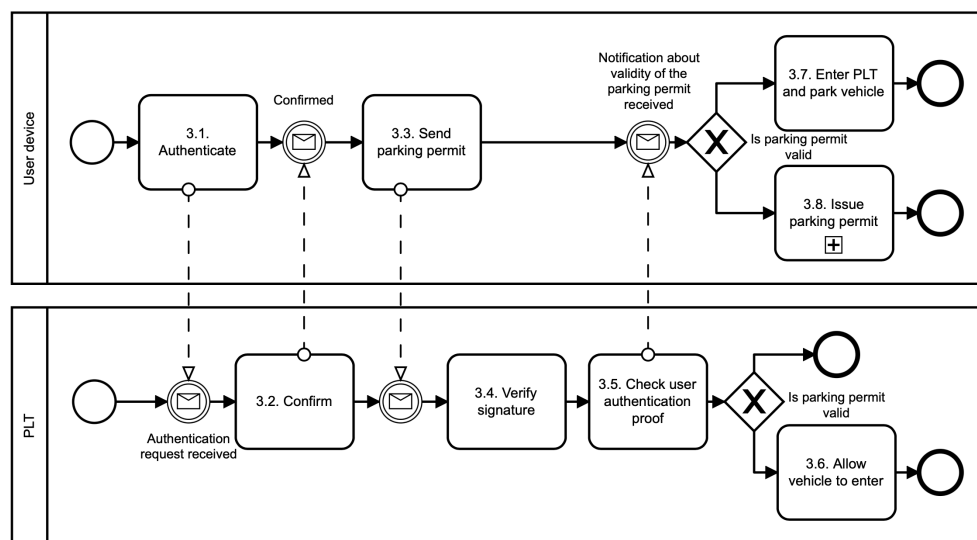 User device
3.1.
Authenticate
Confirmed
3.3. Send
parking permit
Notification about
validity of the
parking permit
received
X
Is parking permit
valid
3.7. Enter PLT
and park vehicle
3.8. Issue
parking permit
PLT
Authentication
request received
3.2. Confirm
3.4. Verify
signature
3.5. Check user
authentication
proof
X
Is parking permit
valid
3.6. Allow
vehicle to enter